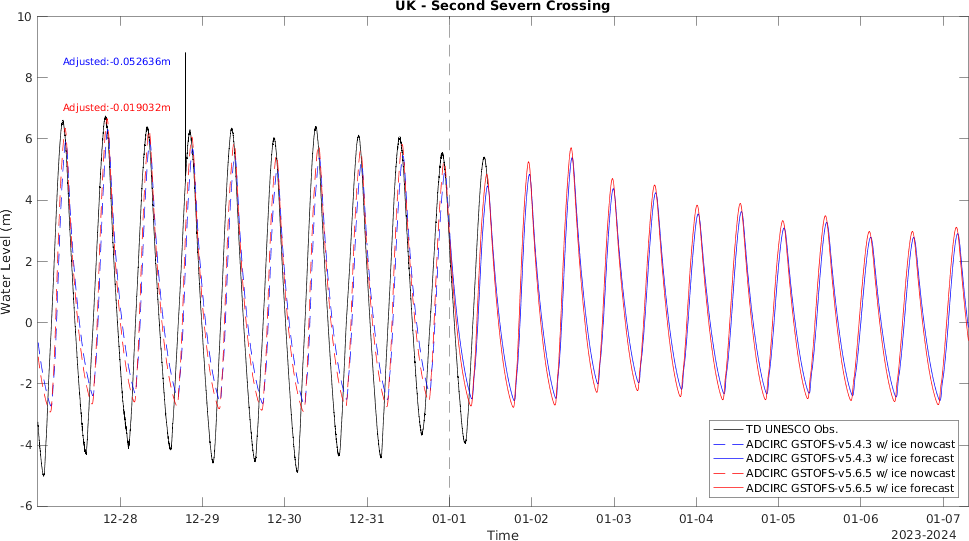 UK - Second Severn Crossing
10
8
6
4
2
0
-2
-4
-6
Water Level (m)
Adjusted:-0.052636m
Adjusted:-0.019032m
TD UNESCO Obs.
ADCIRC GSTOFS-v5.4.3 w/ ice nowcast
ADCIRC GSTOFS-v5.4.3 w/ ice forecast
ADCIRC GSTOFS-v5.6.5 w/ ice nowcast
ADCIRC GSTOFS-v5.6.5 w/ ice forecast
12-28 12-29 12-30 12-31 01-01 01-02 01-03 01-04 01-05 01-06 01-07
Time
2023-2024